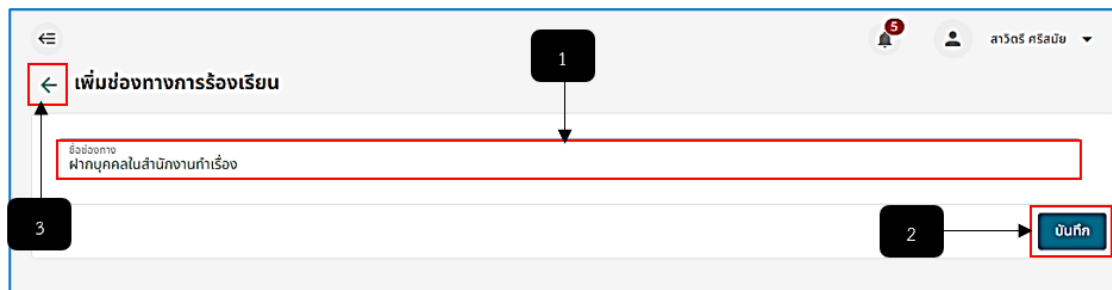 5
สาวิตรี ศรีสมัย
1
เพิ่มช่องทางการร้องเรียน
ชื่อช่องทาง
ฝากบุคคลในสำนักงานทำเรื่อง
3
2
บันทึก